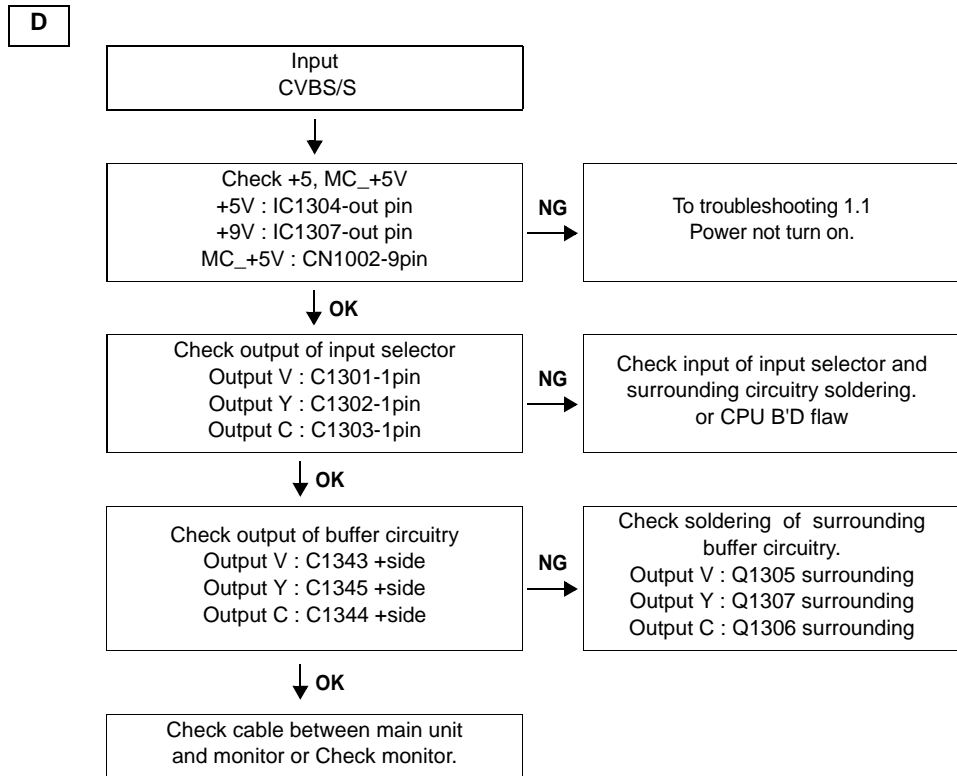 D
Input
CVBS/S
Check +5, MC_+5V
+5V : IC1304-out pin
+9V : IC1307-out pin
MC_+5V : CN1002-9pin
NG
To troubleshooting 1.1
Power not turn on.
OK
Check output of input selector
Output V : C1301-1pin
Output Y : C1302-1pin
Output C : C1303-1pin
NG
Check input of input selector and
surrounding circuitry soldering.
or CPU B'D flaw
OK
Check output of buffer circuitry
Output V : C1343 +side
Output Y : C1345 +side
Output C : C1344 +side
NG
Check soldering of surrounding
buffer circuitry.
Output V : Q1305 surrounding
Output Y : Q1307 surrounding
Output C : Q1306 surrounding
OK
Check cable between main unit
and monitor or Check monitor.